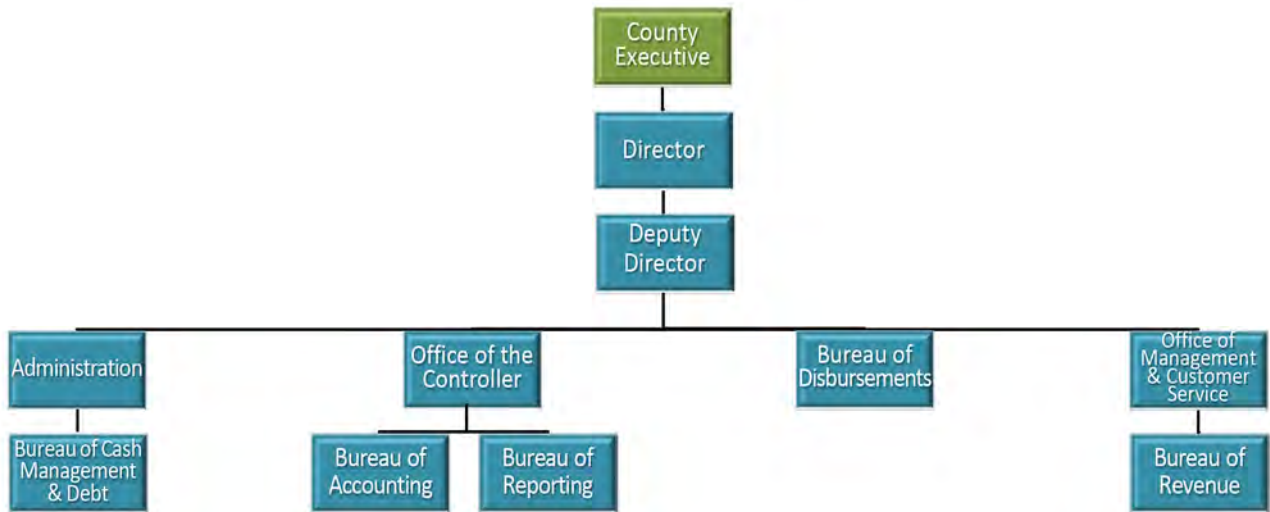 County
Executive
Director
Deputy
Director
Administration
Office of the
Controller
Bureau of
Disbursements
Office of
Management
& Customer
Service
Bureau of Cash
Management
& Debt
Bureau of
Accounting
Bureau of
Reporting
Bureau of
Revenue